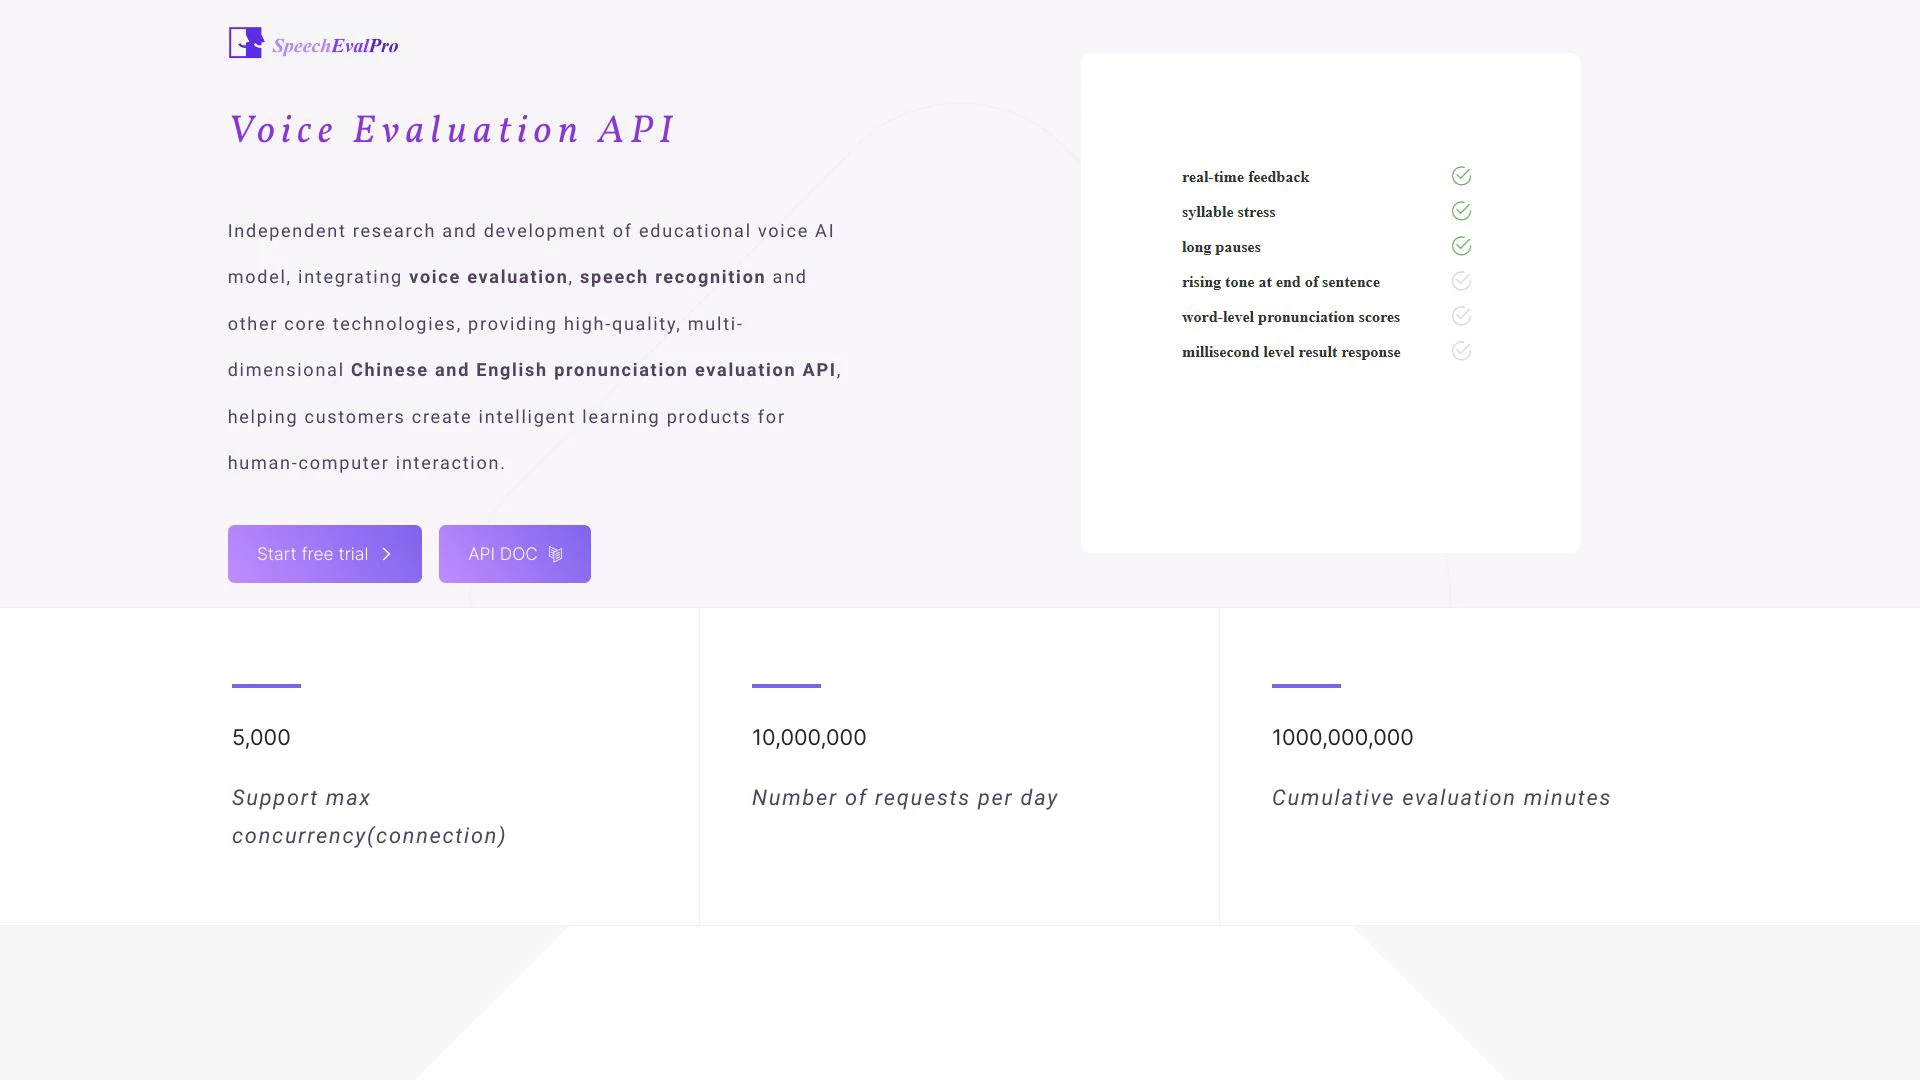 SpeechEvalPro
Voice Evaluation API
Independent research and development of educational voice AI
model, integrating voice evaluation, speech recognition and
other core technologies, providing high-quality, multi-
dimensional Chinese and English pronunciation evaluation API,
helping customers create intelligent learning products for
human-computer interaction.
Start free trial
API DOC
real-time feedback
syllable stress
long pauses
rising tone at end of sentence
word-level pronunciation scores
millisecond level result response
5,000
Support max
concurrency(connection)
10,000,000
Number of requests per day
1000,000,000
Cumulative evaluation minutes